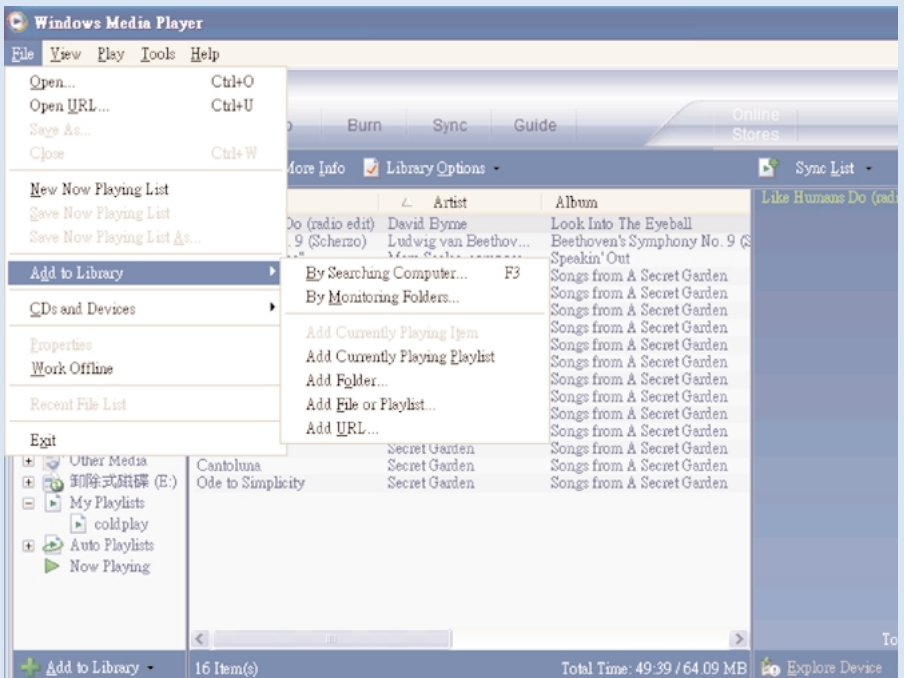 Windows Media Player
File View Play Tools Help
Open... Ctrl+O
Open URL... Ctrl+U
Save As...
Close Ctrl+W
New Now Playing List
Save Now Playing List
Save Now Playing List As...
Add to Library
CDs and Devices
Properties
Work Offline
Recent File List
Exit
By Searching Computer... F3
By Monitoring Folders...
Add Currently Playing Item
Add Currently Playing Playlist
Add Folder...
Add File or Playlist...
Add URL...
Burn Sync Guide
Online
Stores
More Info Library Options Sync List
Artist Album
Like Humans Do (radi
Do (radio edit) David Byrne Look Into The Eyeball
. 9 (Scherzo) Ludwig van Beethov... Beethoven's Symphony No. 9 (S
Speakin' Out
Songs from A Secret Garden
Songs from A Secret Garden
Songs from A Secret Garden
Songs from A Secret Garden
Songs from A Secret Garden
Songs from A Secret Garden
Songs from A Secret Garden
Songs from A Secret Garden
Songs from A Secret Garden
Songs from A Secret Garden
Secret Garden Songs from A Secret Garden
Cantoluna Secret Garden Songs from A Secret Garden
Ode to Simplicity Secret Garden Songs from A Secret Garden
Other Media
卸除式磁碟 (E:)
My Playlists
coldplay
Auto Playlists
Now Playing
To
Add to Library 16 Item(s) Total Time: 49:39 / 64.09 MB Explore Device